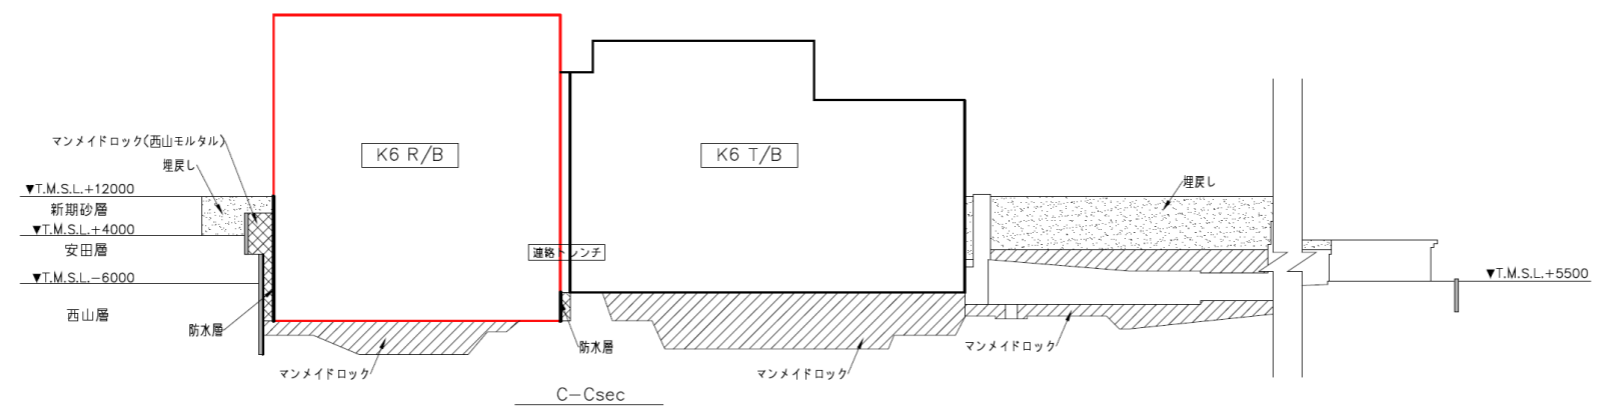 マンメイドロック(西山モルタル)
埋戻し
▼T.M.S.L.+12000
新期砂層
▼T.M.S.L.+4000
安田層
▼T.M.S.L.-6000
西山層
防水層
K6 R/B
K6 T/B
連絡トレンチ
防水層
マンメイドロック
マンメイドロック
マンメイドロック
埋戻し
▼T.M.S.L.+5500
C-Csec